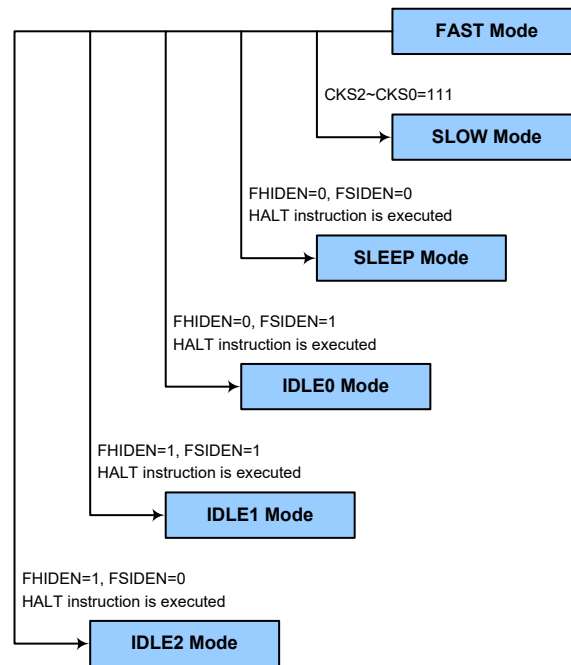 FAST Mode
CKS2~CKS0=111
SLOW Mode
FHIDEN=0, FSIDEN=0
HALT instruction is executed
SLEEP Mode
FHIDEN=0, FSIDEN=1
HALT instruction is executed
IDLE0 Mode
FHIDEN=1, FSIDEN=1
HALT instruction is executed
IDLE1 Mode
FHIDEN=1, FSIDEN=0
HALT instruction is executed
IDLE2 Mode